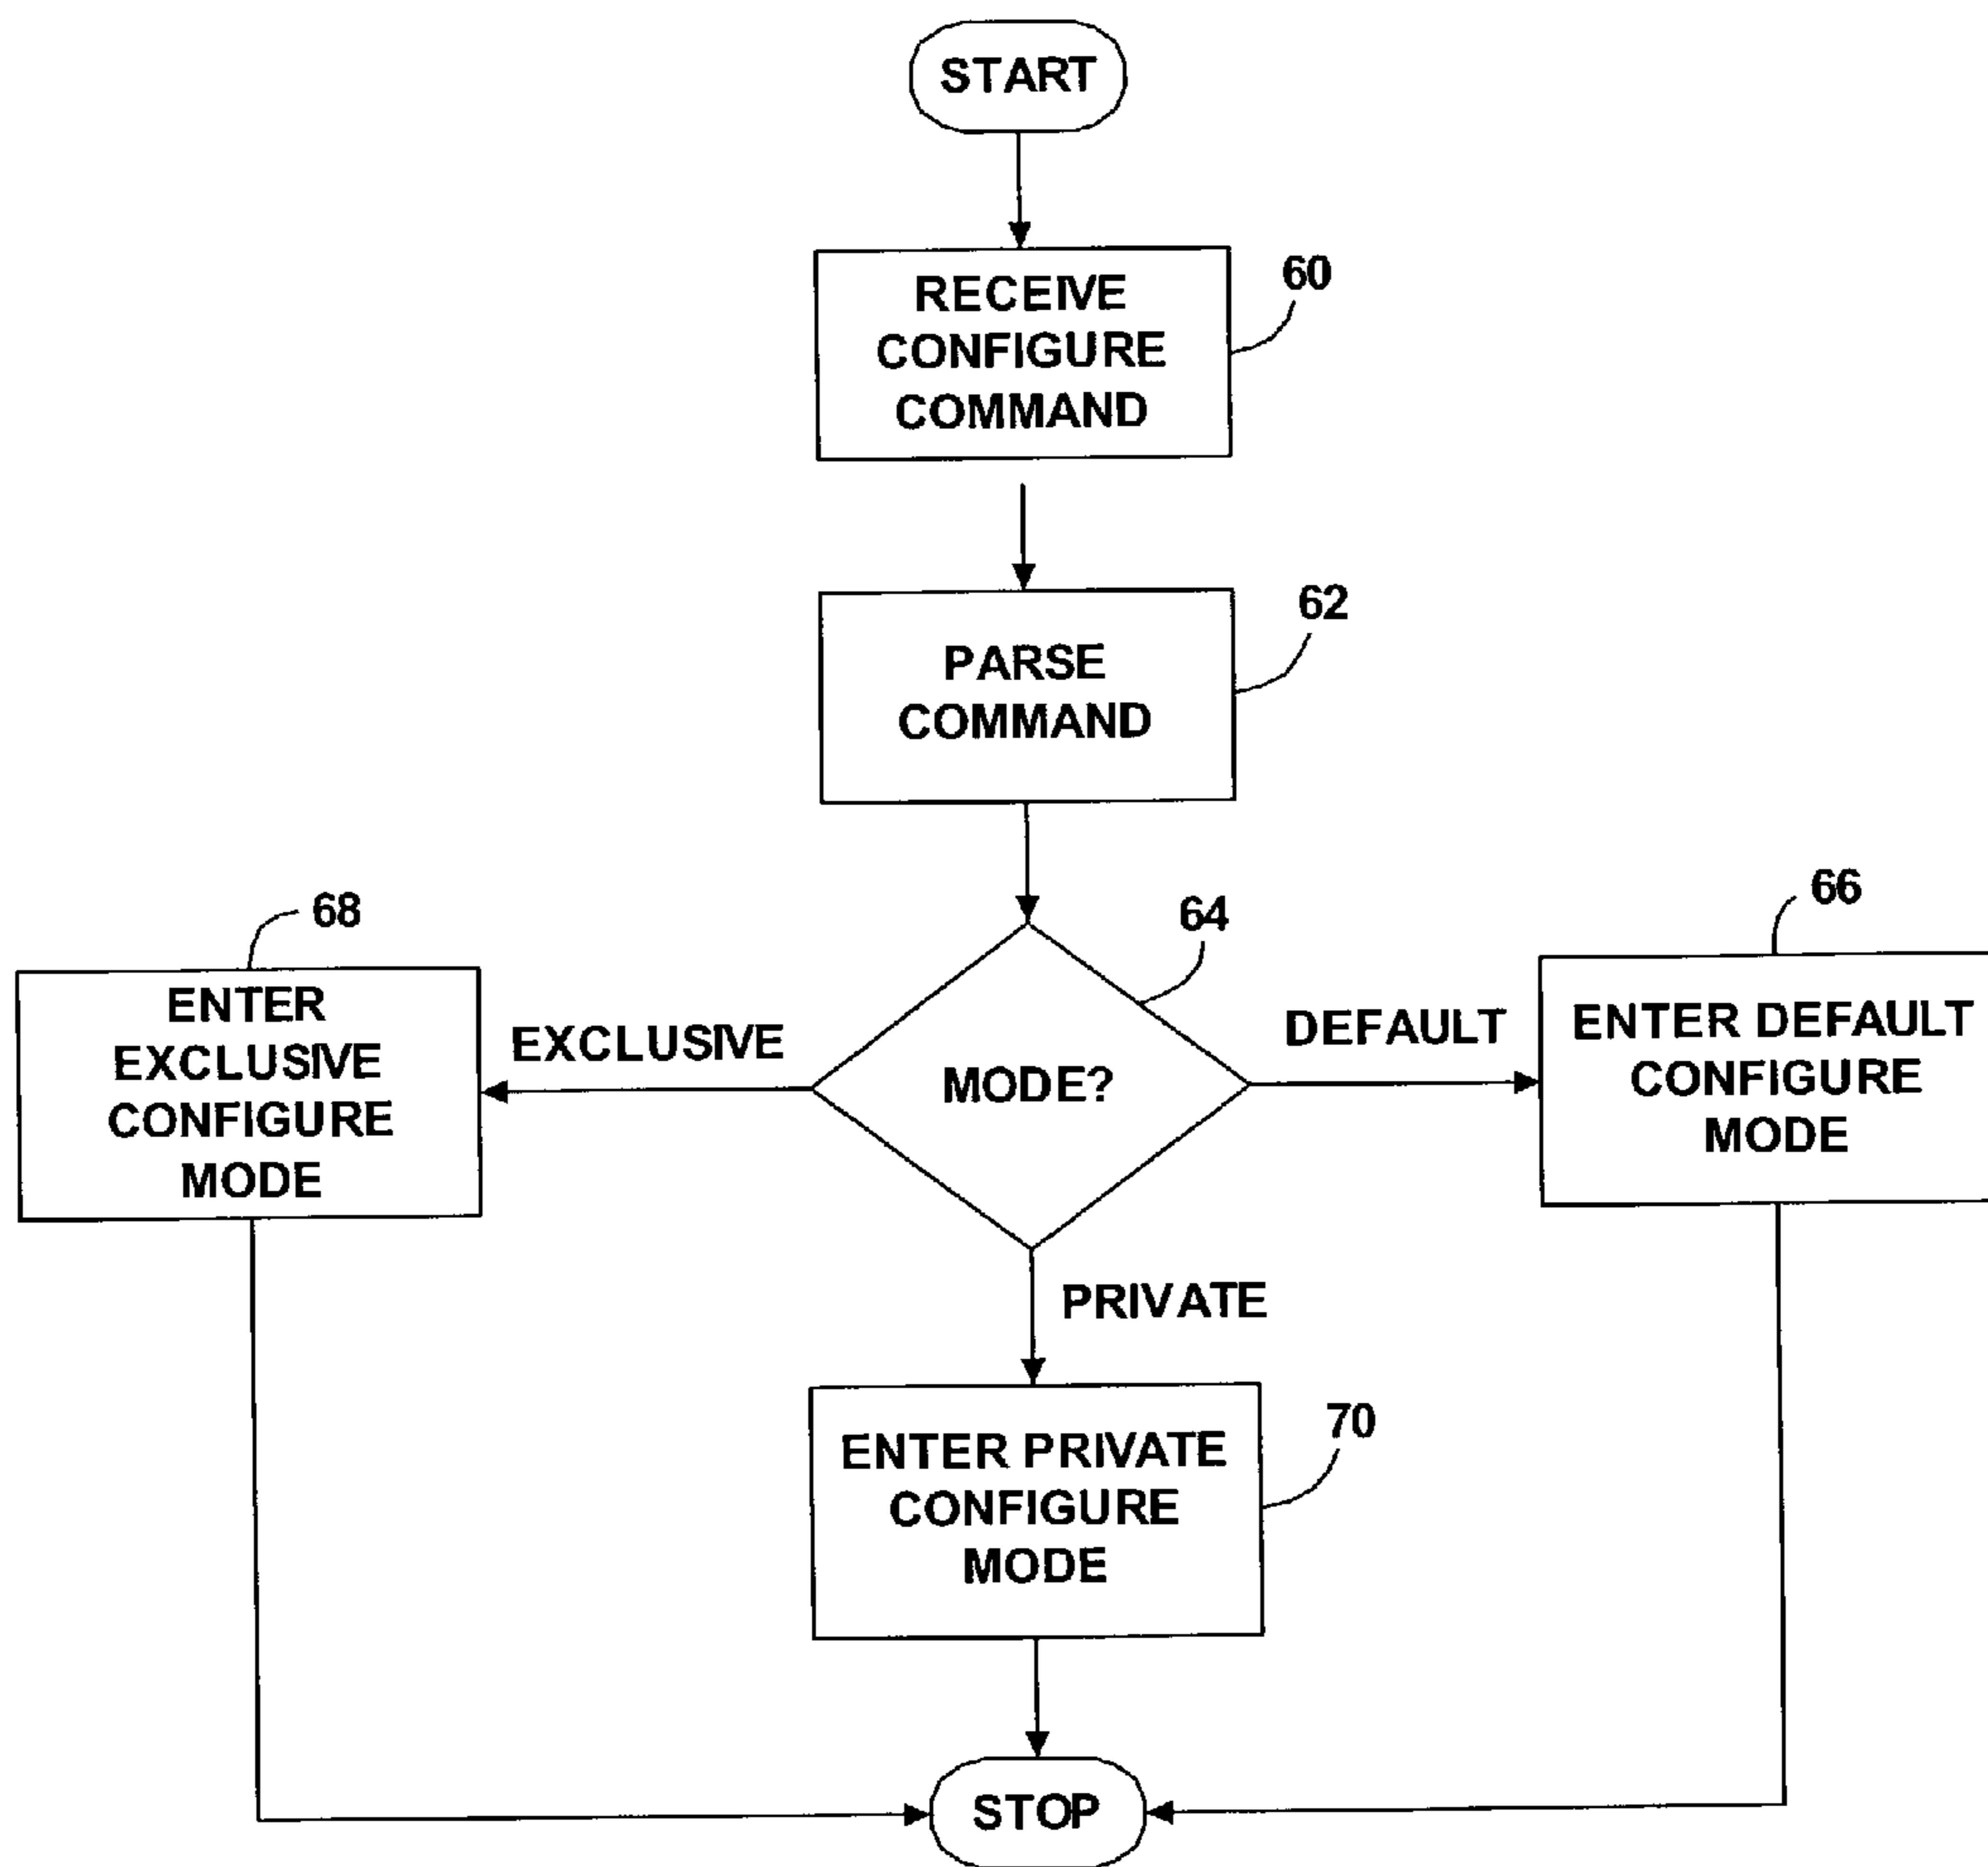 START
60
RECEIVE
CONFIGURE
COMMAND
62
PARSE
COMMAND
68
64
66
ENTER
EXCLUSIVE
CONFIGURE
MODE
EXCLUSIVE
MODE?
DEFAULT
ENTER DEFAULT
CONFIGURE
MODE
PRIVATE
70
ENTER PRIVATE
CONFIGURE
MODE
STOP